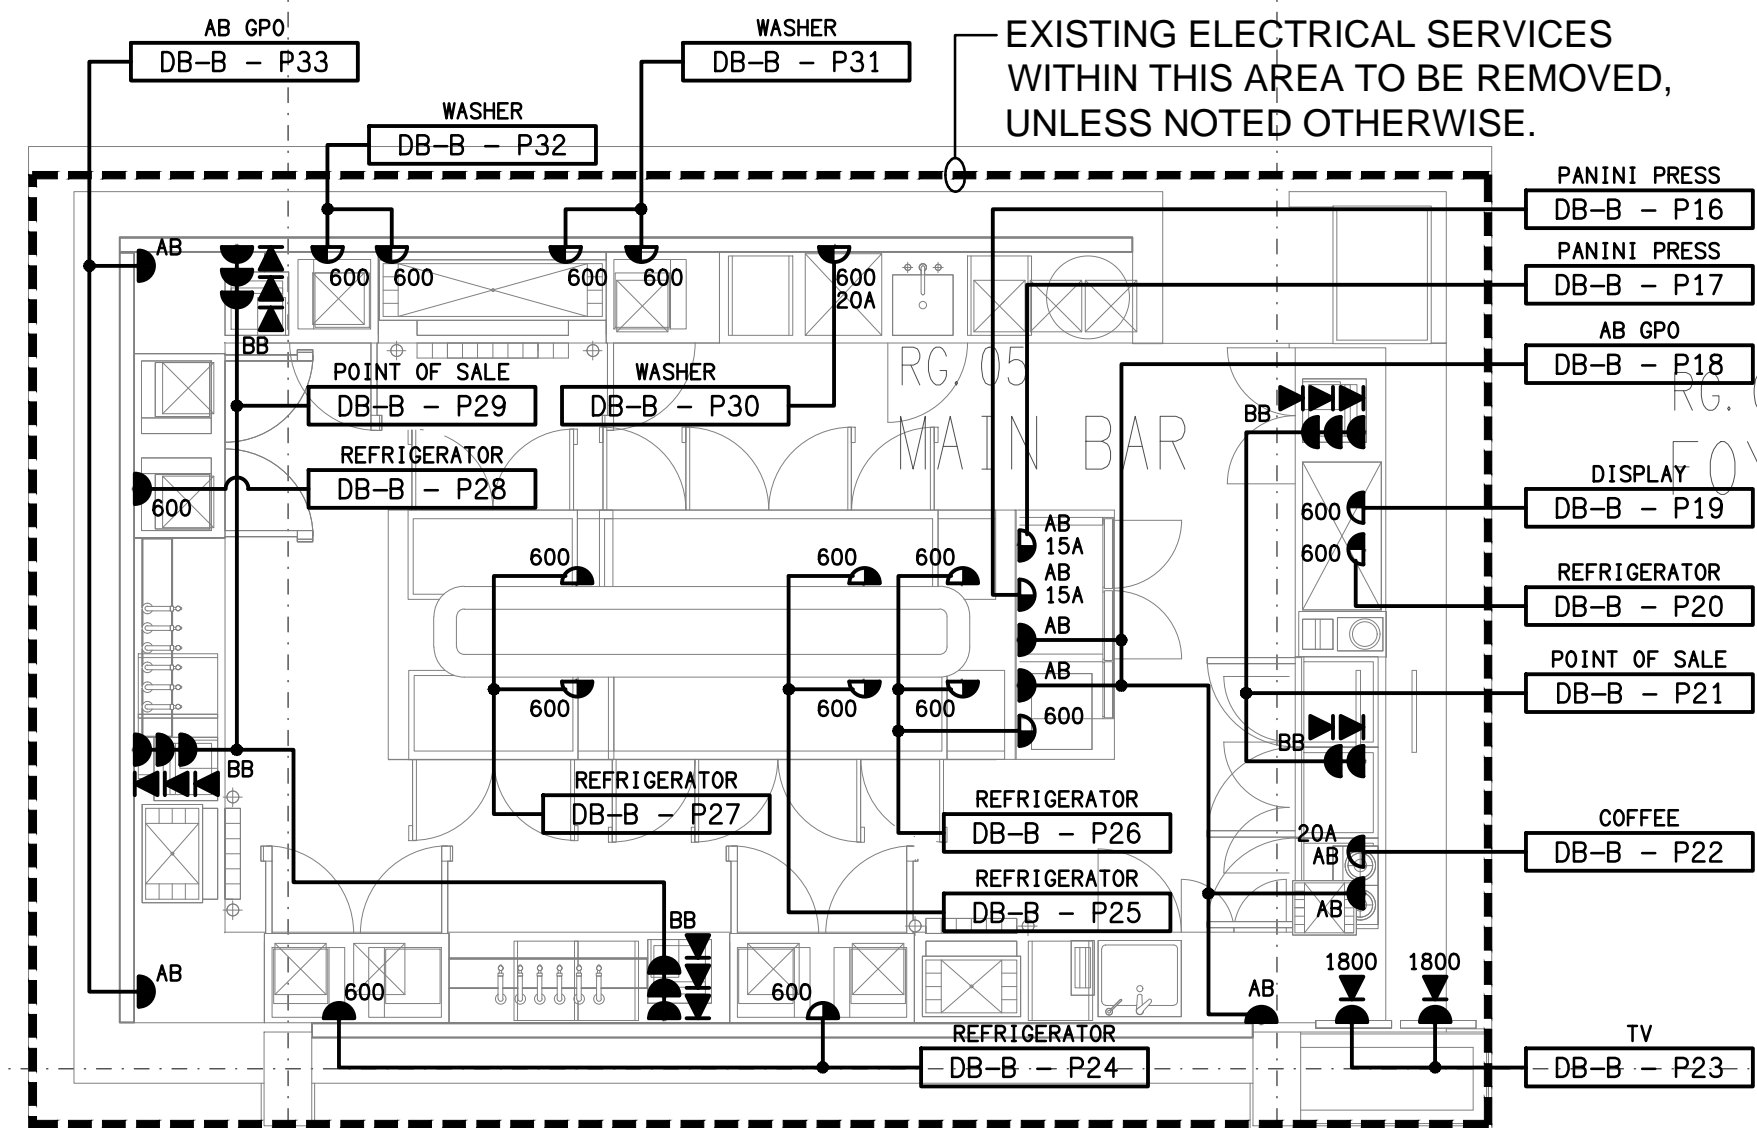 EXISTING ELECTRICAL SERVICES
WITHIN THIS AREA TO BE REMOVED,
UNLESS NOTED OTHERWISE.
AB GPO
DB-B - P33
WASHER
DB-B - P31
WASHER
DB-B - P32
PANINI PRESS
DB-B - P16
PANINI PRESS
DB-B - P17
AB GPO
DB-B - P18
AB
600
600
600
600
600
20A
BB
POINT OF SALE
DB-B - P29
WASHER
DB-B - P30
RG.05
MAIN BAR
BB
RG.
REFRIGERATOR
DB-B - P28
600
DISPLAY
DB-B - P19
600
600
AB
15A
AB
15A
600
600
600
REFRIGERATOR
DB-B - P20
AB
AB
600
POINT OF SALE
DB-B - P21
600
600
600
BB
BB
REFRIGERATOR
DB-B - P27
REFRIGERATOR
DB-B - P26
COFFEE
DB-B - P22
20A
AB
AB
REFRIGERATOR
DB-B - P25
BB
AB
600
600
AB
1800
1800
REFRIGERATOR
DB-B - P24
TV
DB-B - P23